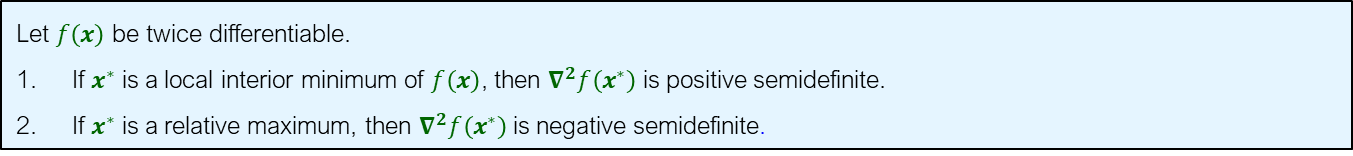 Let f(x) be twice differentiable.
1. If x* is a local interior minimum of f(x), then ∇²f(x*) is positive semidefinite.
2. If x* is a relative maximum, then ∇²f(x*) is negative semidefinite.